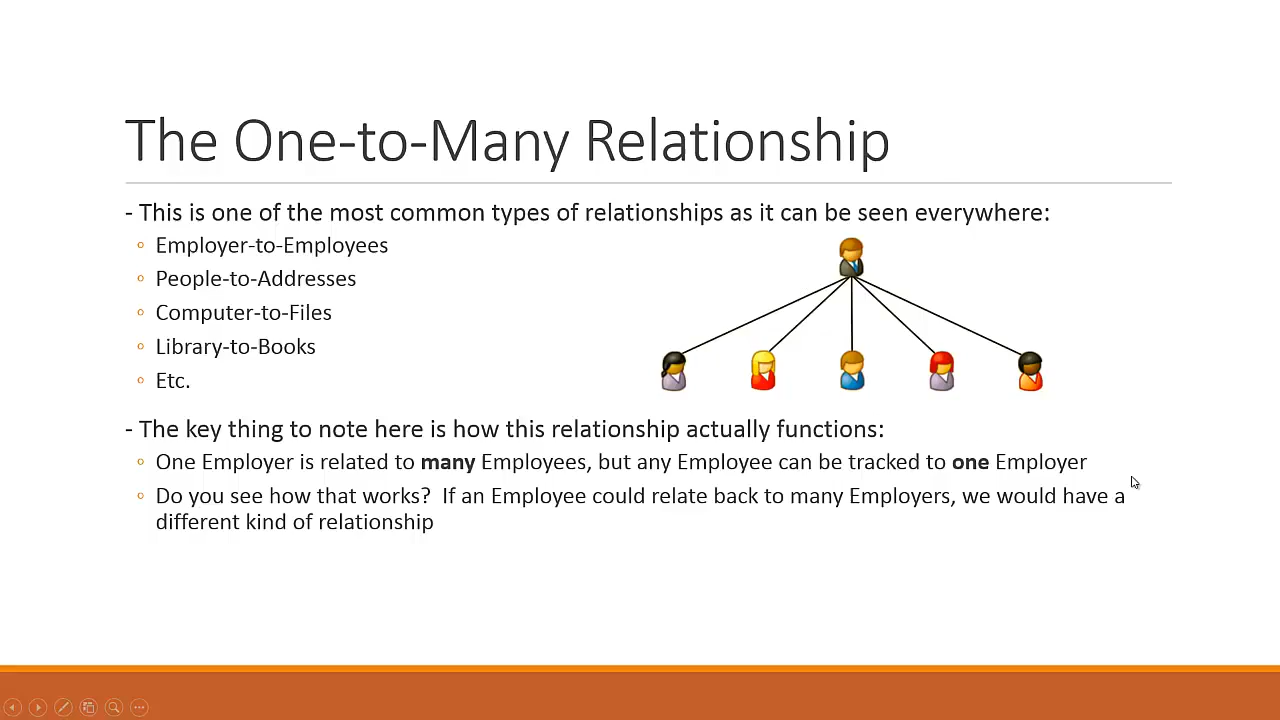 The One-to-Many Relationship
- This is one of the most common types of relationships as it can be seen everywhere:
◦ Employer-to-Employees
◦ People-to-Addresses
◦ Computer-to-Files
◦ Library-to-Books
◦ Etc.
- The key thing to note here is how this relationship actually functions:
◦ One Employer is related to many Employees, but any Employee can be tracked to one Employer
◦ Do you see how that works?  If an Employee could relate back to many Employers, we would have a
different kind of relationship